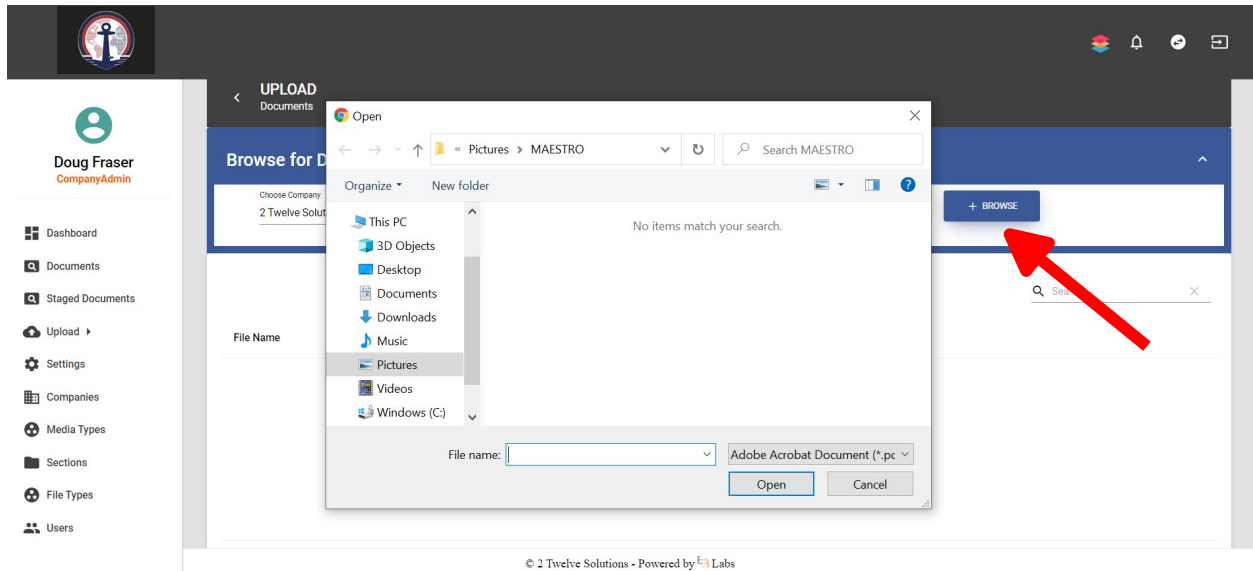 UPLOAD
Documents
Open
« Pictures > MAESTRO
Search MAESTRO
Organize
New folder
Doug Fraser
CompanyAdmin
Browse for D
Choose Company
2 Twelve Solut
+ BROWSE
This PC
3D Objects
Desktop
Documents
Downloads
Music
Pictures
Videos
Windows (C:)
No items match your search.
Dashboard
Documents
Staged Documents
Upload
Settings
Companies
Media Types
Sections
File Types
Users
File Name
File name:
Adobe Acrobat Document (*.pc
Open
Cancel
© 2 Twelve Solutions - Powered by EB Labs